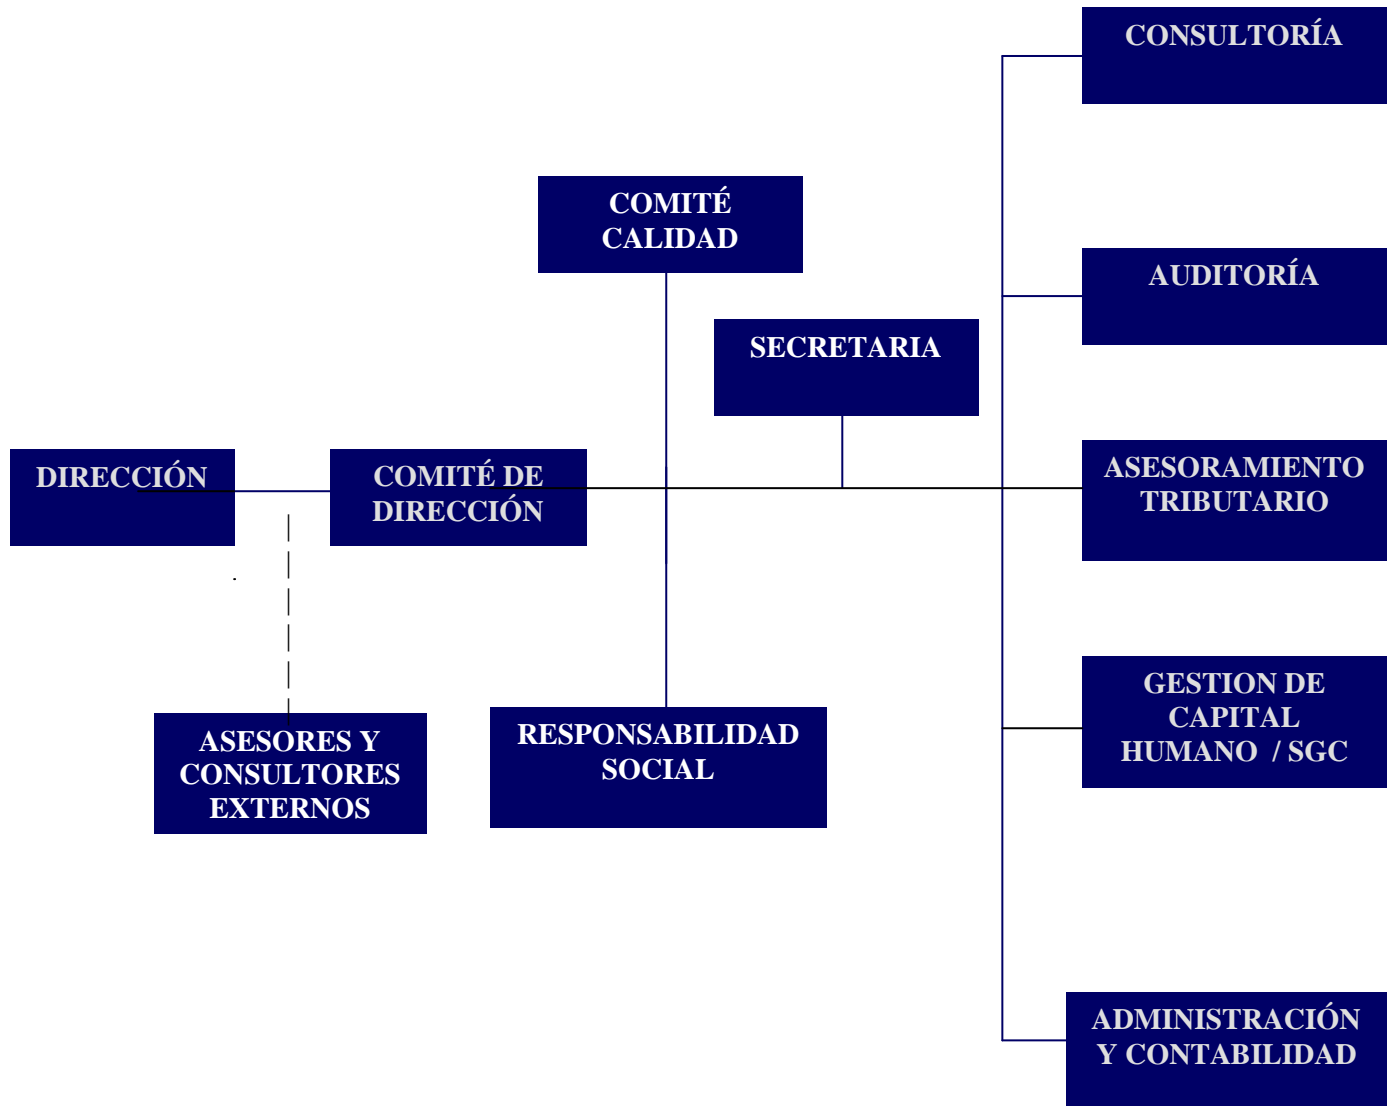 CONSULTORÍA
COMITÉ
CALIDAD
AUDITORÍA
SECRETARIA
DIRECCIÓN
COMITÉ DE
DIRECCIÓN
ASESORAMIENTO
TRIBUTARIO
GESTION DE
CAPITAL
HUMANO / SGC
ASESORES Y
CONSULTORES
EXTERNOS
RESPONSABILIDAD
SOCIAL
ADMINISTRACIÓN
Y CONTABILIDAD